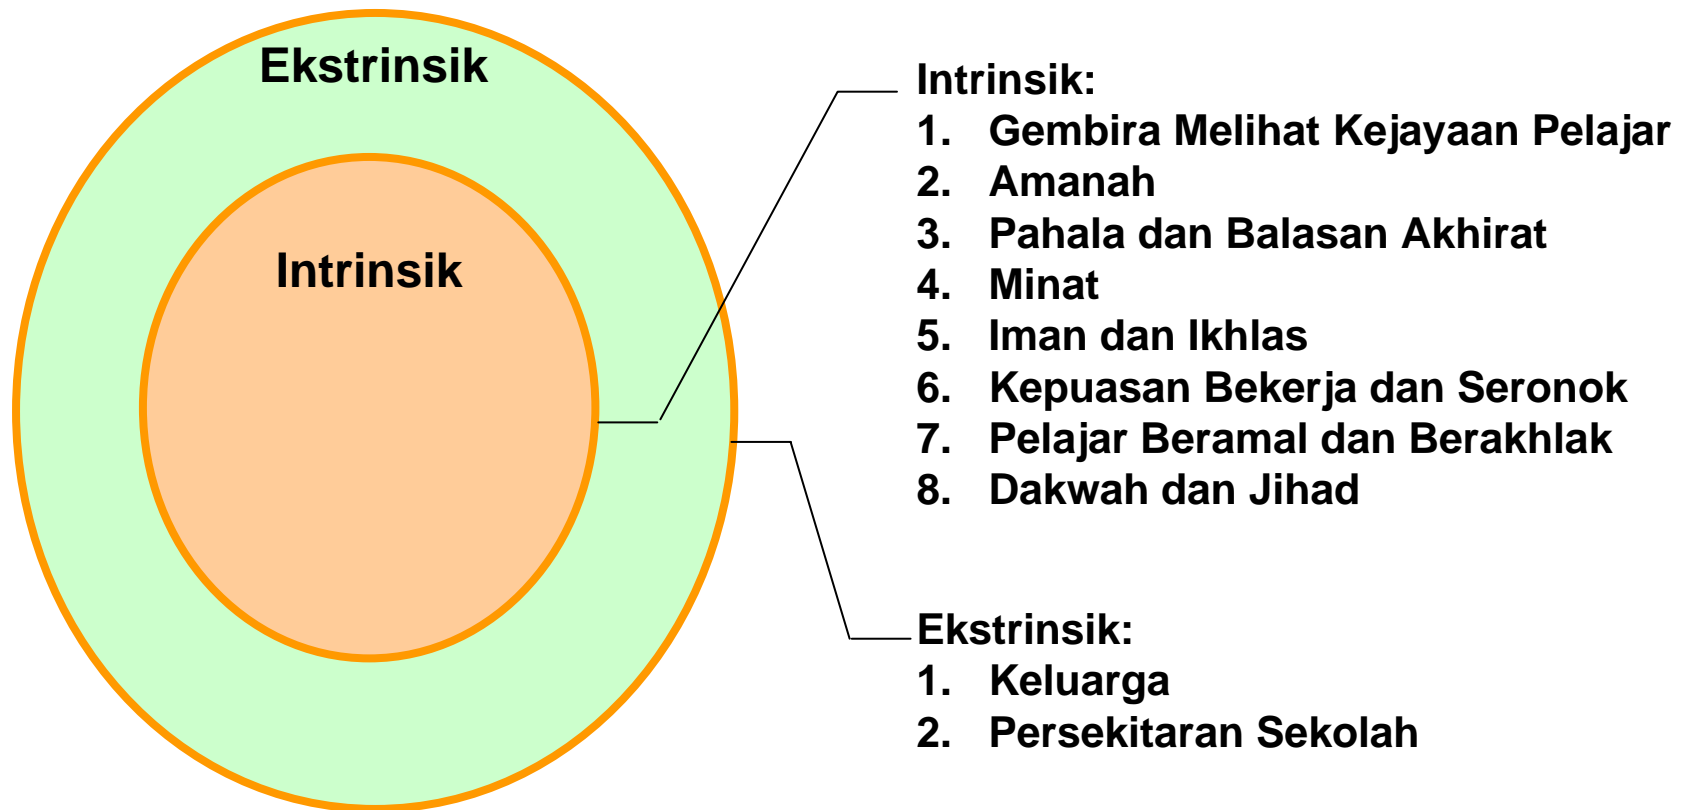 Ekstrinsik
Intrinsik
Intrinsik:
1. Gembira Melihat Kejayaan Pelajar
2. Amanah
3. Pahala dan Balasan Akhirat
4. Minat
5. Iman dan Ikhlas
6. Kepuasan Bekerja dan Seronok
7. Pelajar Beramal dan Berakhlak
8. Dakwah dan Jihad
Ekstrinsik:
1. Keluarga
2. Persekitaran Sekolah